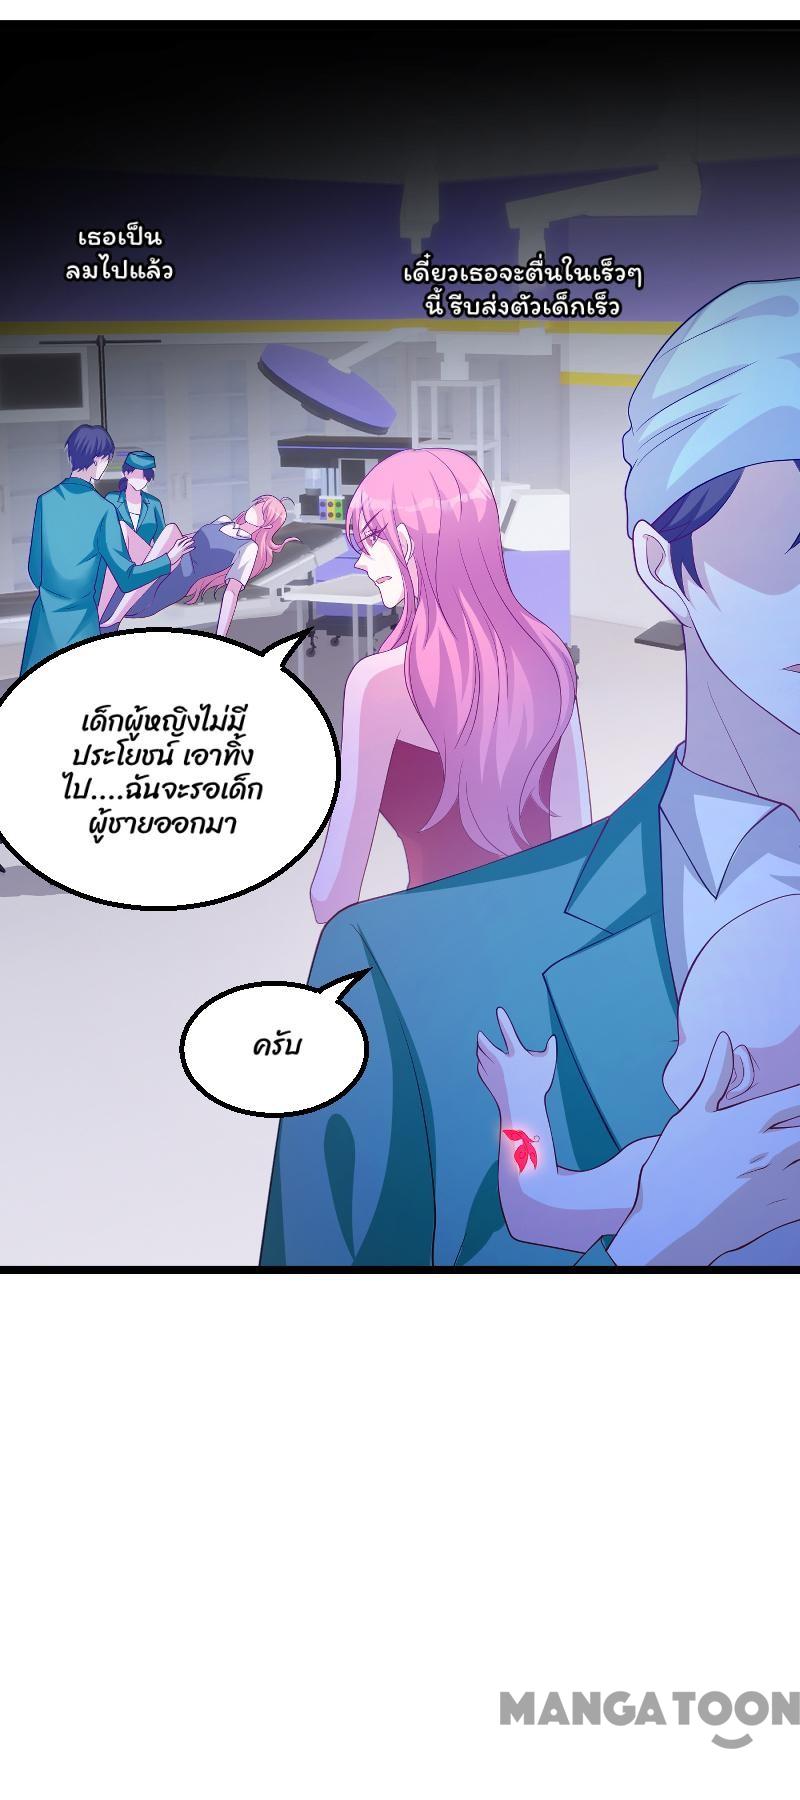 เธอเป็น
ลมไปแล้ว
เดี๋ยวเธอจะตื่นในเร็วๆ
นี้ รีบส่งตัวเด็กเร็ว
เด็กผู้หญิงไม่มี
ประโยชน์ เอาทิ้ง
ไป....ฉันจะรอเด็ก
ผู้ชายออกมา
ครับ
MANGATOON